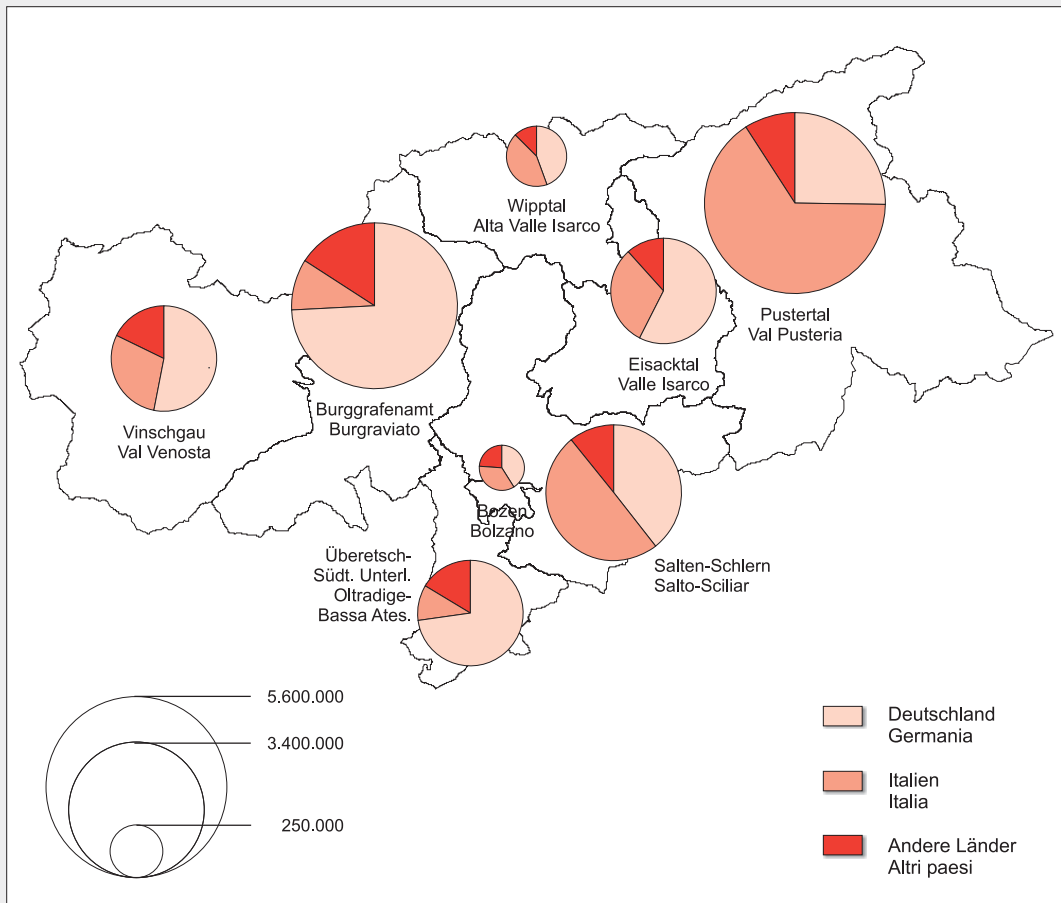 Wipptal
Alta Valle Isarco
Pustertal
Val Pusteria
Eisacktal
Valle Isarco
Burggrafenamt
Burgraviato
Vinschgau
Val Venosta
Bozen
Bolzano
Salten-Schlern
Salto-Sciliar
Überetsch-
Südt. Unterl.
Oltradige-
Bassa Ates.
5.600.000
3.400.000
250.000
Deutschland
Germania
Italien
Italia
Andere Länder
Altri paesi